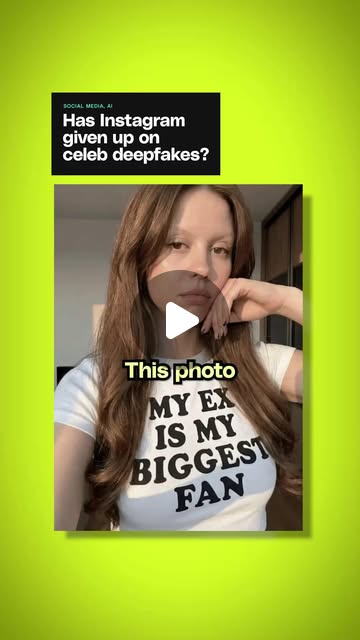 SOCIAL MEDIA, AI
Has Instagram
given up on
celeb deepfakes?
This photo
MY EX
IS MY
BIGGEST
FAN